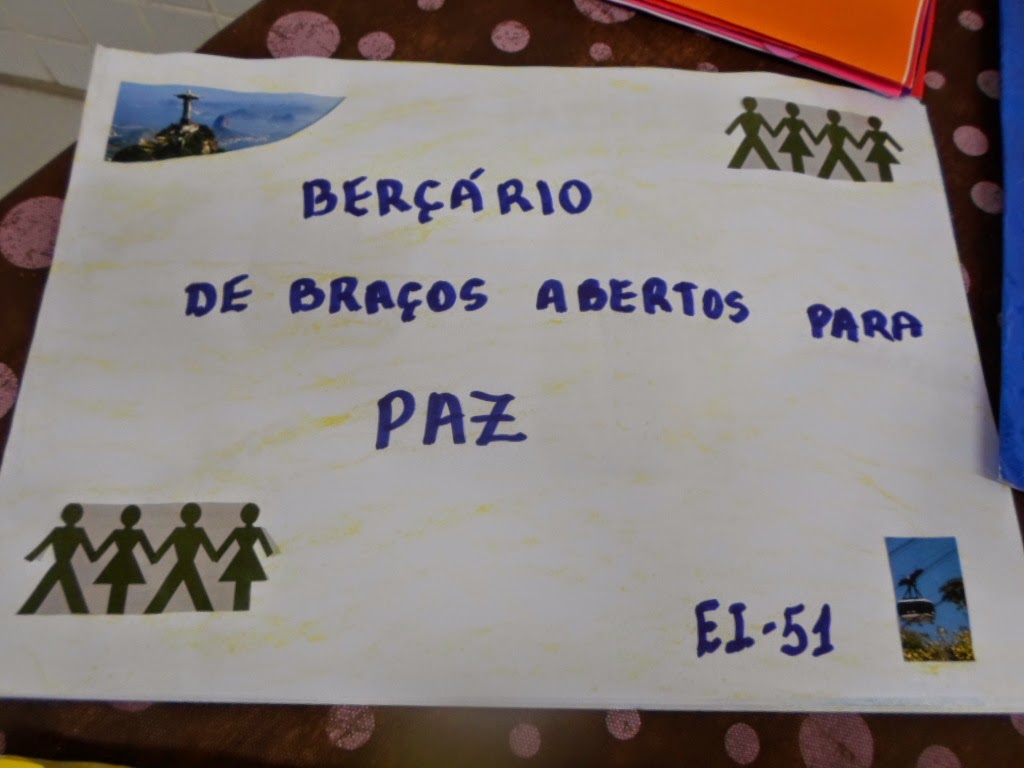 BERÇÁRIO
DE BRAÇOS ABERTOS PARA
PAZ
EI-51